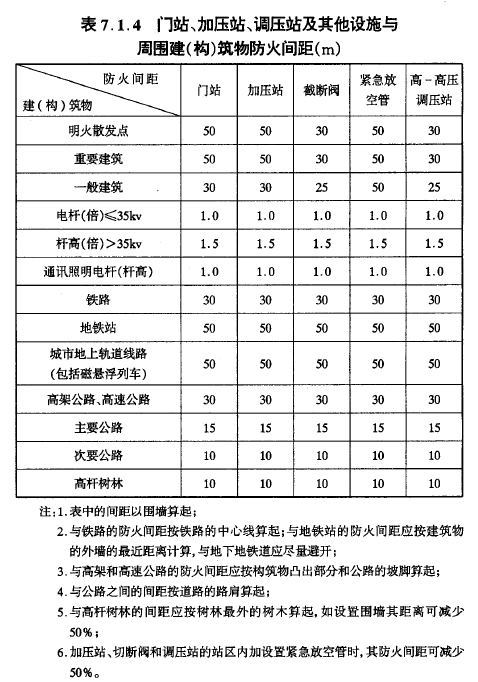 表7.1.4 门站、加压站、调压站及其他设施与
周围建(构)筑物防火间距(m)
防火间距
建(构)筑物
门站 加压站 截断阀 紧急放空管 高-高压调压站
明火散发点 50 50 30 50 30
重要建筑 50 50 30 50 30
一般建筑 30 30 25 50 25
电杆(倍)≤35kv 1.0 1.0 1.0 1.0 1.0
杆高(倍)>35kv 1.5 1.5 1.5 1.5 1.5
通讯照明电杆(杆高) 1.0 1.0 1.0 1.0 1.0
铁路 30 30 30 30 30
地铁站 50 50 50 50 50
城市地上轨道线路
(包括磁悬浮列车) 50 50 50 50 50
高架公路、高速公路 30 30 30 30 30
主要公路 15 15 15 15 15
次要公路 10 10 10 10 10
高杆树林 10 10 10 10 10
注:1.表中的间距以围墙算起;
2.与铁路的防火间距按铁路的中心线算起;与地铁站的防火间距应按建筑物
的外墙的最近距离计算,与地下地铁道应尽量避开;
3.与高架和高速公路的防火间距应按构筑物凸出部分和公路的坡脚算起;
4.与公路之间的间距按道路的路肩算起;
5.与高杆树林的间距应按树林最外的树木算起,如设置围墙其距离可减少
50%;
6.加压站、切断阀和调压站的站区内加设置紧急放空管时,其防火间距可减少
50%。